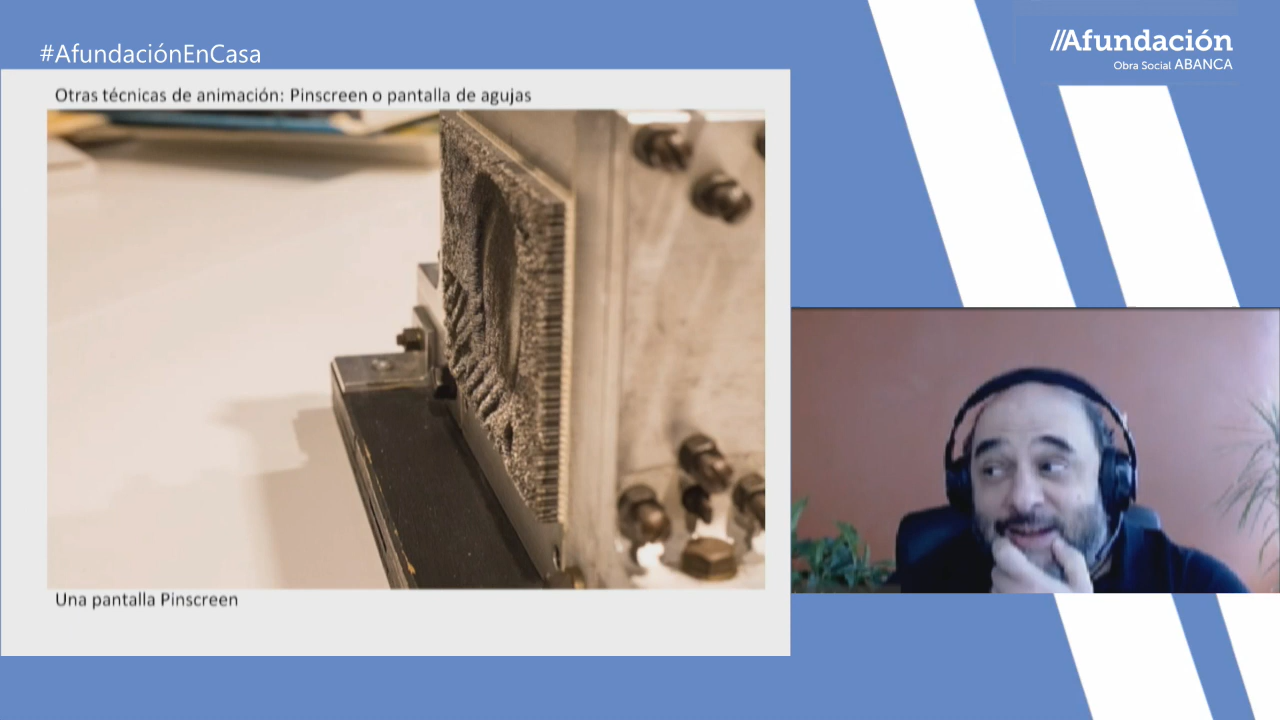 #AfundaciónEnCasa
//Afundación
Obra Social ABANCA
Otras técnicas de animación: Pinscreen o pantalla de agujas
Una pantalla Pinscreen